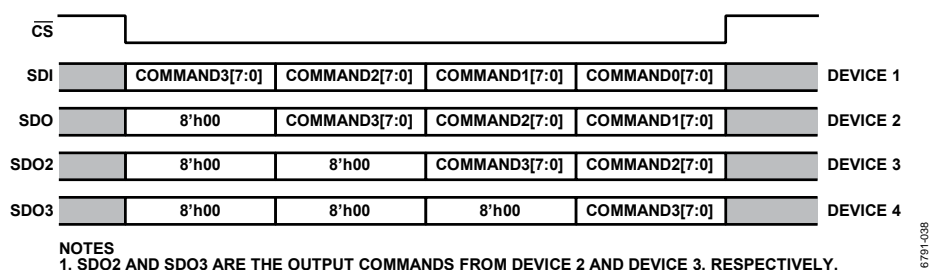 CS
SDI COMMAND3[7:0] COMMAND2[7:0] COMMAND1[7:0] COMMAND0[7:0] DEVICE 1
SDO 8'h00 COMMAND3[7:0] COMMAND2[7:0] COMMAND1[7:0] DEVICE 2
SDO2 8'h00 8'h00 COMMAND3[7:0] COMMAND2[7:0] DEVICE 3
SDO3 8'h00 8'h00 8'h00 COMMAND3[7:0] DEVICE 4
NOTES
1. SDO2 AND SDO3 ARE THE OUTPUT COMMANDS FROM DEVICE 2 AND DEVICE 3, RESPECTIVELY.
6791-038